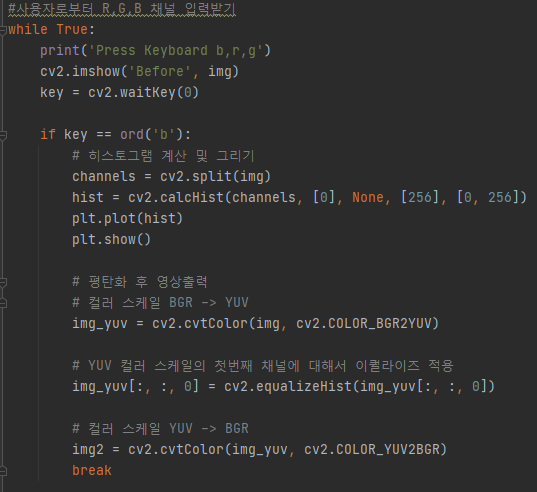 #사용자로부터 R,G,B 채널 입력받기
while True:
    print('Press Keyboard b,r,g')
    cv2.imshow('Before', img)
    key = cv2.waitKey(0)
    if key == ord('b'):
        # 히스토그램 계산 및 그리기
        channels = cv2.split(img)
        hist = cv2.calcHist(channels, [0], None, [256], [0, 256])
        plt.plot(hist)
        plt.show()
        # 평탄화 후 영상출력
        # 컬러 스케일 BGR -> YUV
        img_yuv = cv2.cvtColor(img, cv2.COLOR_BGR2YUV)
        # YUV 컬러 스케일의 첫번째 채널에 대해서 이퀄라이즈 적용
        img_yuv[:, :, 0] = cv2.equalizeHist(img_yuv[:, :, 0])
        # 컬러 스케일 YUV -> BGR
        img2 = cv2.cvtColor(img_yuv, cv2.COLOR_YUV2BGR)
        break